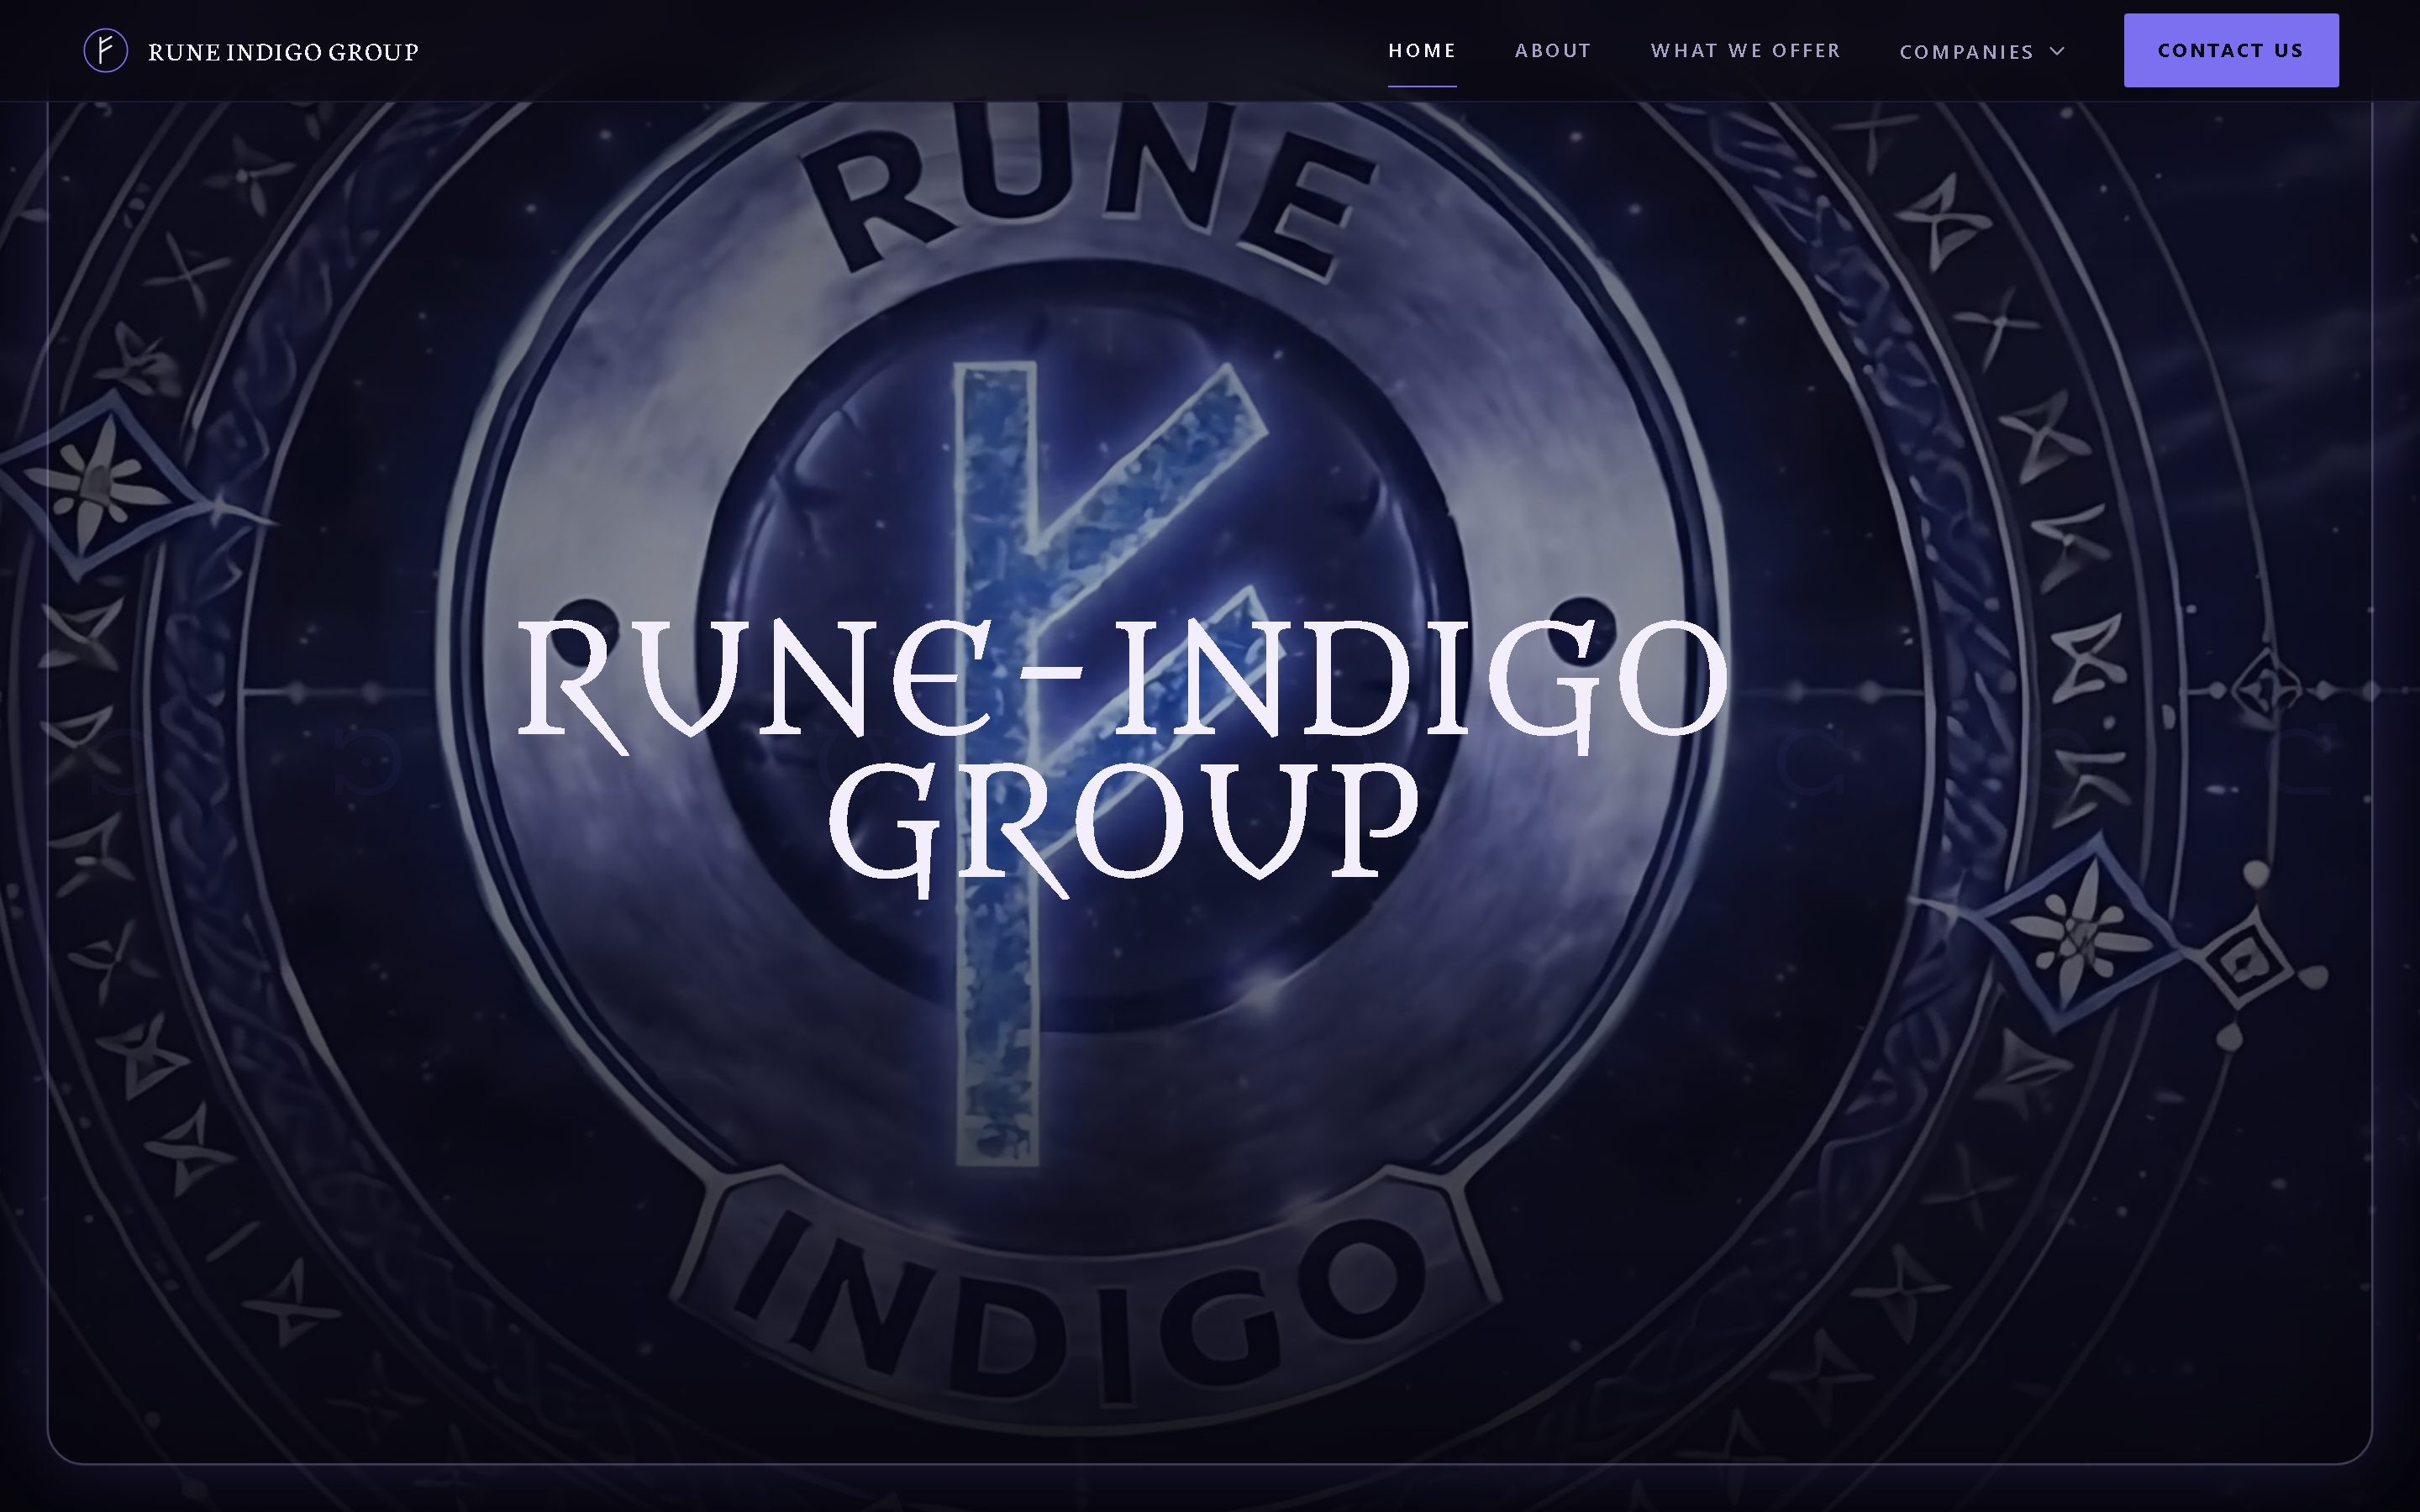 RUNE INDIGO GROUP
HOME
ABOUT
WHAT WE OFFER
COMPANIES
CONTACT US
RUNE
RUNE-INDIGO
GROUP
INDIGO